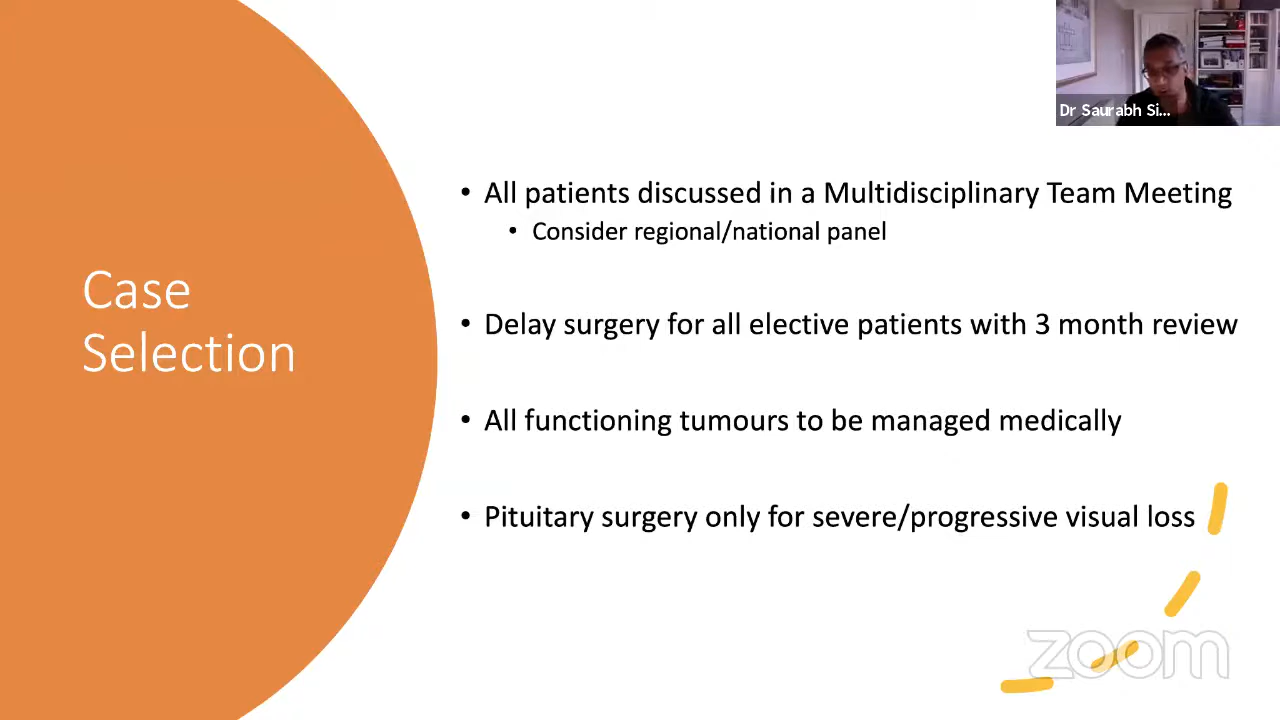 Dr Saurabh Si...
All patients discussed in a Multidisciplinary Team Meeting
Consider regional/national panel
Case
Selection
Delay surgery for all elective patients with 3 month review
All functioning tumours to be managed medically
Pituitary surgery only for severe/progressive visual loss
zoom